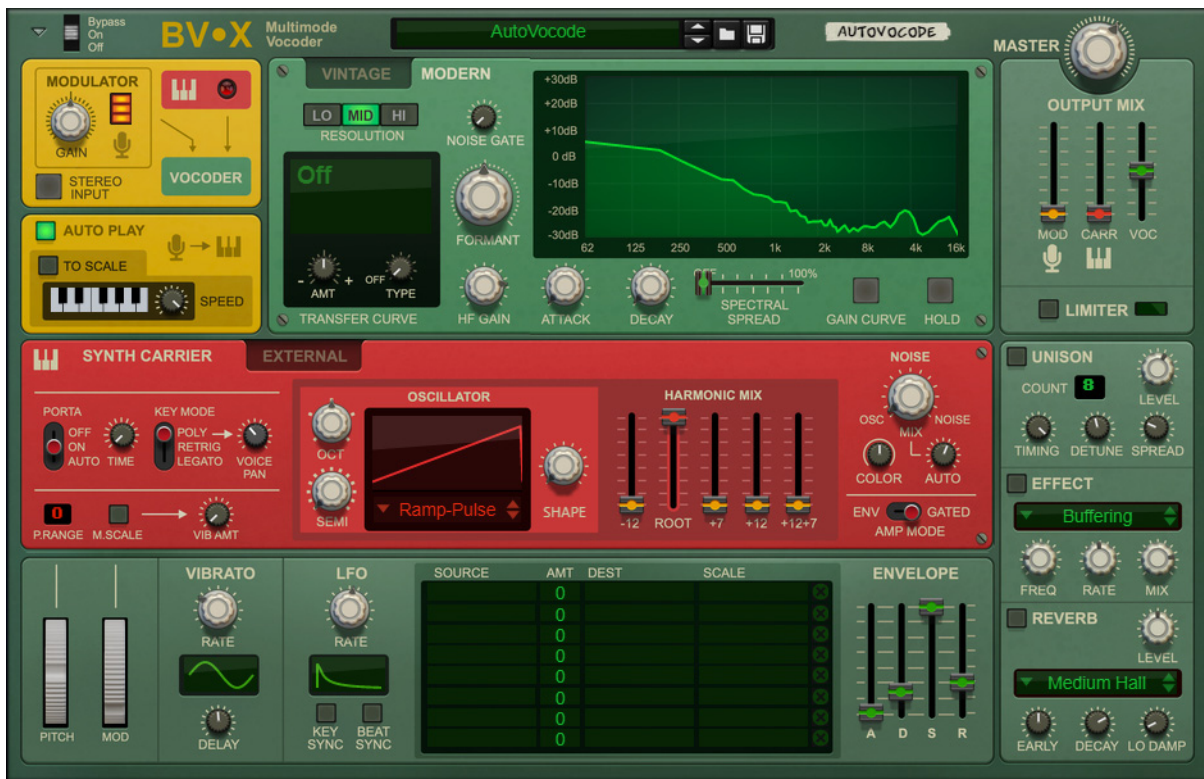 Bypass
On
Off
BV•X
Multimode
Vocoder
AutoVocode
AUTOVOCODE
MASTER
MODULATOR
GAIN
STEREO
INPUT
VOCODER
AUTO PLAY
TO SCALE
SPEED
VINTAGE
MODERN
LO MID HI
RESOLUTION
NOISE GATE
Off
FORMANT
- AMT +
OFF TYPE
TRANSFER CURVE
HF GAIN
ATTACK
DECAY
+30dB
+20dB
+10dB
0 dB
-10dB
-20dB
-30dB
62 125 250 500 1k 2k 8k 4k 16k
OFF 100%
SPECTRAL
SPREAD
GAIN CURVE
HOLD
OUTPUT MIX
MOD CARR VOC
LIMITER
SYNTH CARRIER
EXTERNAL
PORTA
OFF
ON
AUTO
TIME
KEY MODE
POLY
RETRIG
LEGATO
VOICE
PAN
0
P.RANGE
M.SCALE
VIB AMT
OSCILLATOR
OCT
SEMI
Ramp-Pulse
SHAPE
HARMONIC MIX
-12 ROOT +7 +12 +12+7
NOISE
OSC NOISE
MIX
COLOR
AUTO
ENV GATED
AMP MODE
UNISON
COUNT 8
LEVEL
TIMING DETUNE SPREAD
EFFECT
Buffering
FREQ RATE MIX
REVERB
LEVEL
Medium Hall
EARLY DECAY LO DAMP
PITCH
MOD
VIBRATO
RATE
DELAY
LFO
RATE
KEY
SYNC
BEAT
SYNC
SOURCE AMT DEST SCALE
0
0
0
0
0
0
0
0
ENVELOPE
A D S R